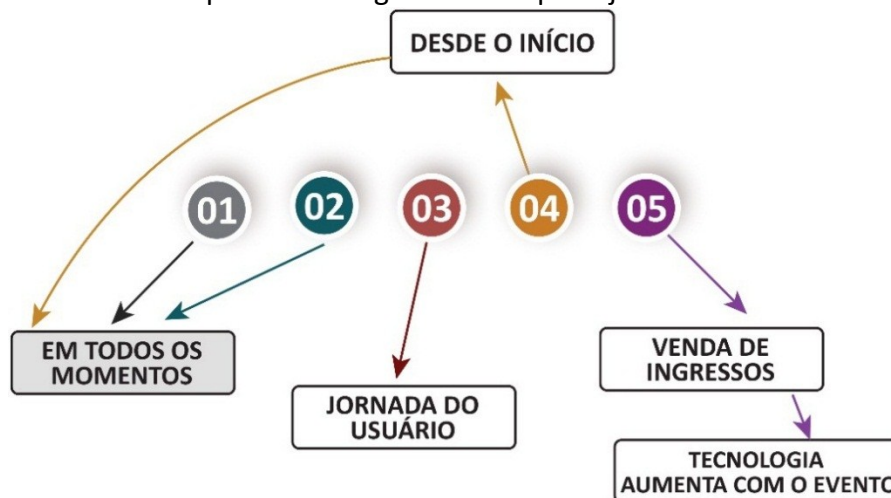 DESDE O INÍCIO
01 02 03 04 05
EM TODOS OS
MOMENTOS
JORNADA DO
USUÁRIO
VENDA DE
INGRESSOS
TECNOLOGIA
AUMENTA COM O EVENTO